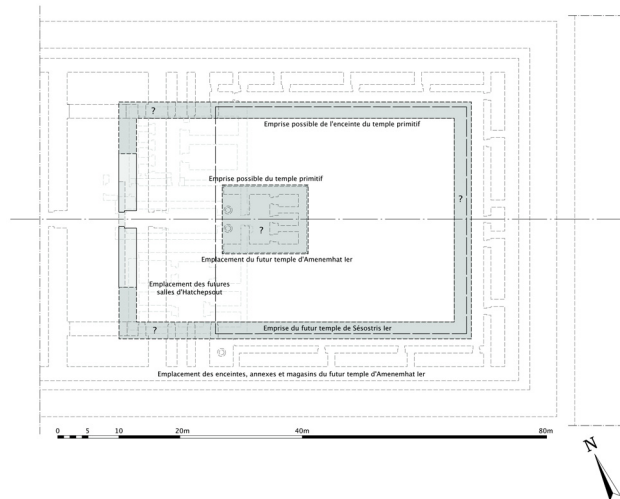 ?
Emprise possible de l'enceinte du temple primitif
Emprise possible du temple primitif
?
?
Emplacement du futur temple d'Amenemhat Ier
Emplacement des futures
salles d'Hatchepsout
?
Emprise du futur temple de Sésostris Ier
Emplacement des enceintes, annexes et magasins du futur temple d'Amenemhat Ier
0 5 10 20m 40m 80m
N